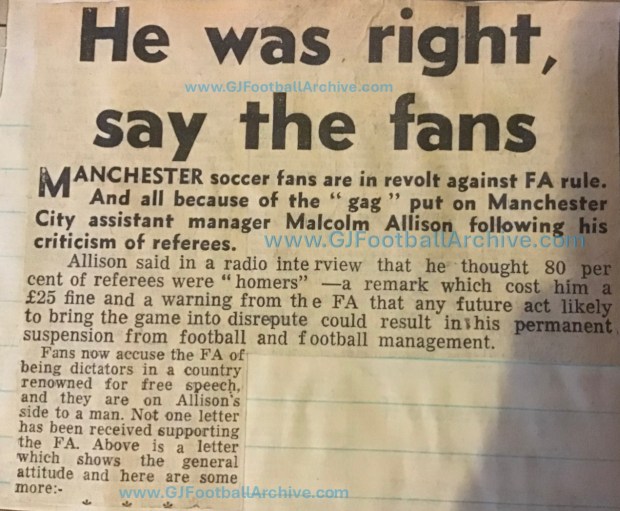 He was right,
www.GJFootballArchive.com
say the fans
MANCHESTER soccer fans are in revolt against FA rule.
And all because of the "gag" put on Manchester
City assistant manager Malcolm Allison following his
criticism of referees.
www.GJFootballArchive.com
Allison said in a radio inte rview that he thought 80 per
cent of referees were "homers" —a remark which cost him a
£25 fine and a warning from the FA that any future act likely
to bring the game into disrepute could result in his permanent
suspension from football and football management.
Fans now accuse the FA of
being dictators in a country
renowned for free speech,
and they are on Allison's
side to a man. Not one letter
has been received supporting
the FA. Above is a letter
which shows the general
attitude and here are some
more:-
www.GJFootballArchive.com